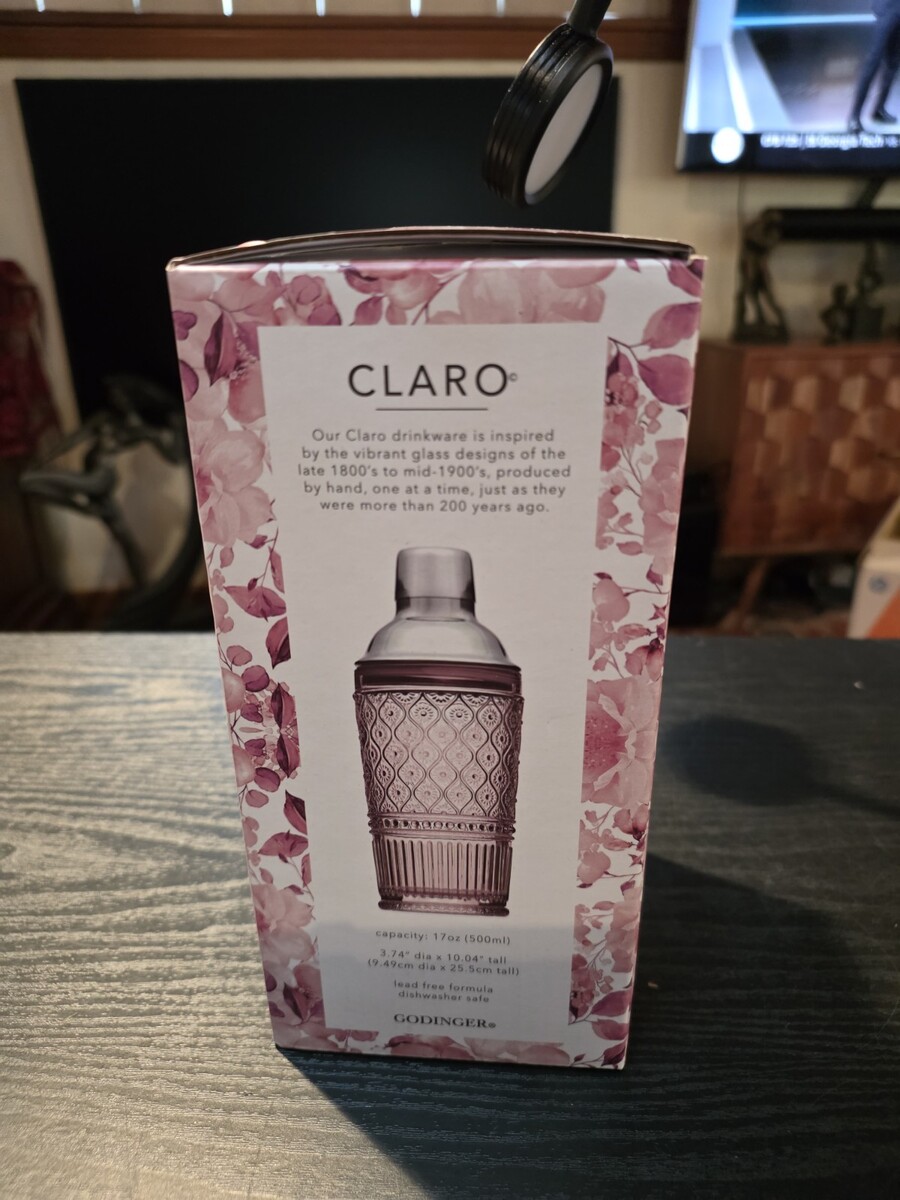 CLARO©
Our Claro drinkware is inspired
by the vibrant glass designs of the
late 1800's to mid-1900's, produced
by hand, one at a time, just as they
were more than 200 years ago.
capacity: 17oz (500ml)
3.74" dia x 10.04" tall
(9.49cm dia x 25.5cm tall)
lead free formula
dishwasher safe
GODINGER®
Google Tech